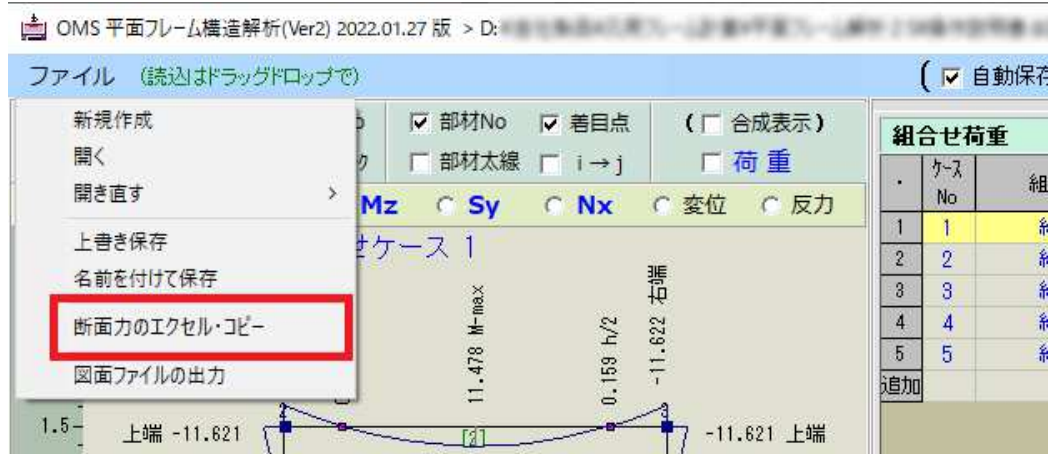 OMS 平面フレーム構造解析(Ver2) 2022.01.27 版 > D:
ファイル (読込はドラッグドロップで)
( 自動保存
新規作成
開く
開き直す >
上書き保存
名前を付けて保存
断面力のエクセル・コピー
図面ファイルの出力
部材No 着目点 ( 合成表示)
部材太線 i→j 荷 重
Mz Sy Nx 変位 反力
せケース 1
11.478 M-max
0.159 h/2
-11.622 右端
1.5
上端 -11.621
[2]
-11.621 上端
組合せ荷重
・ ケース No 組
1 1
2 2
3 3
4 4
5 5
追加